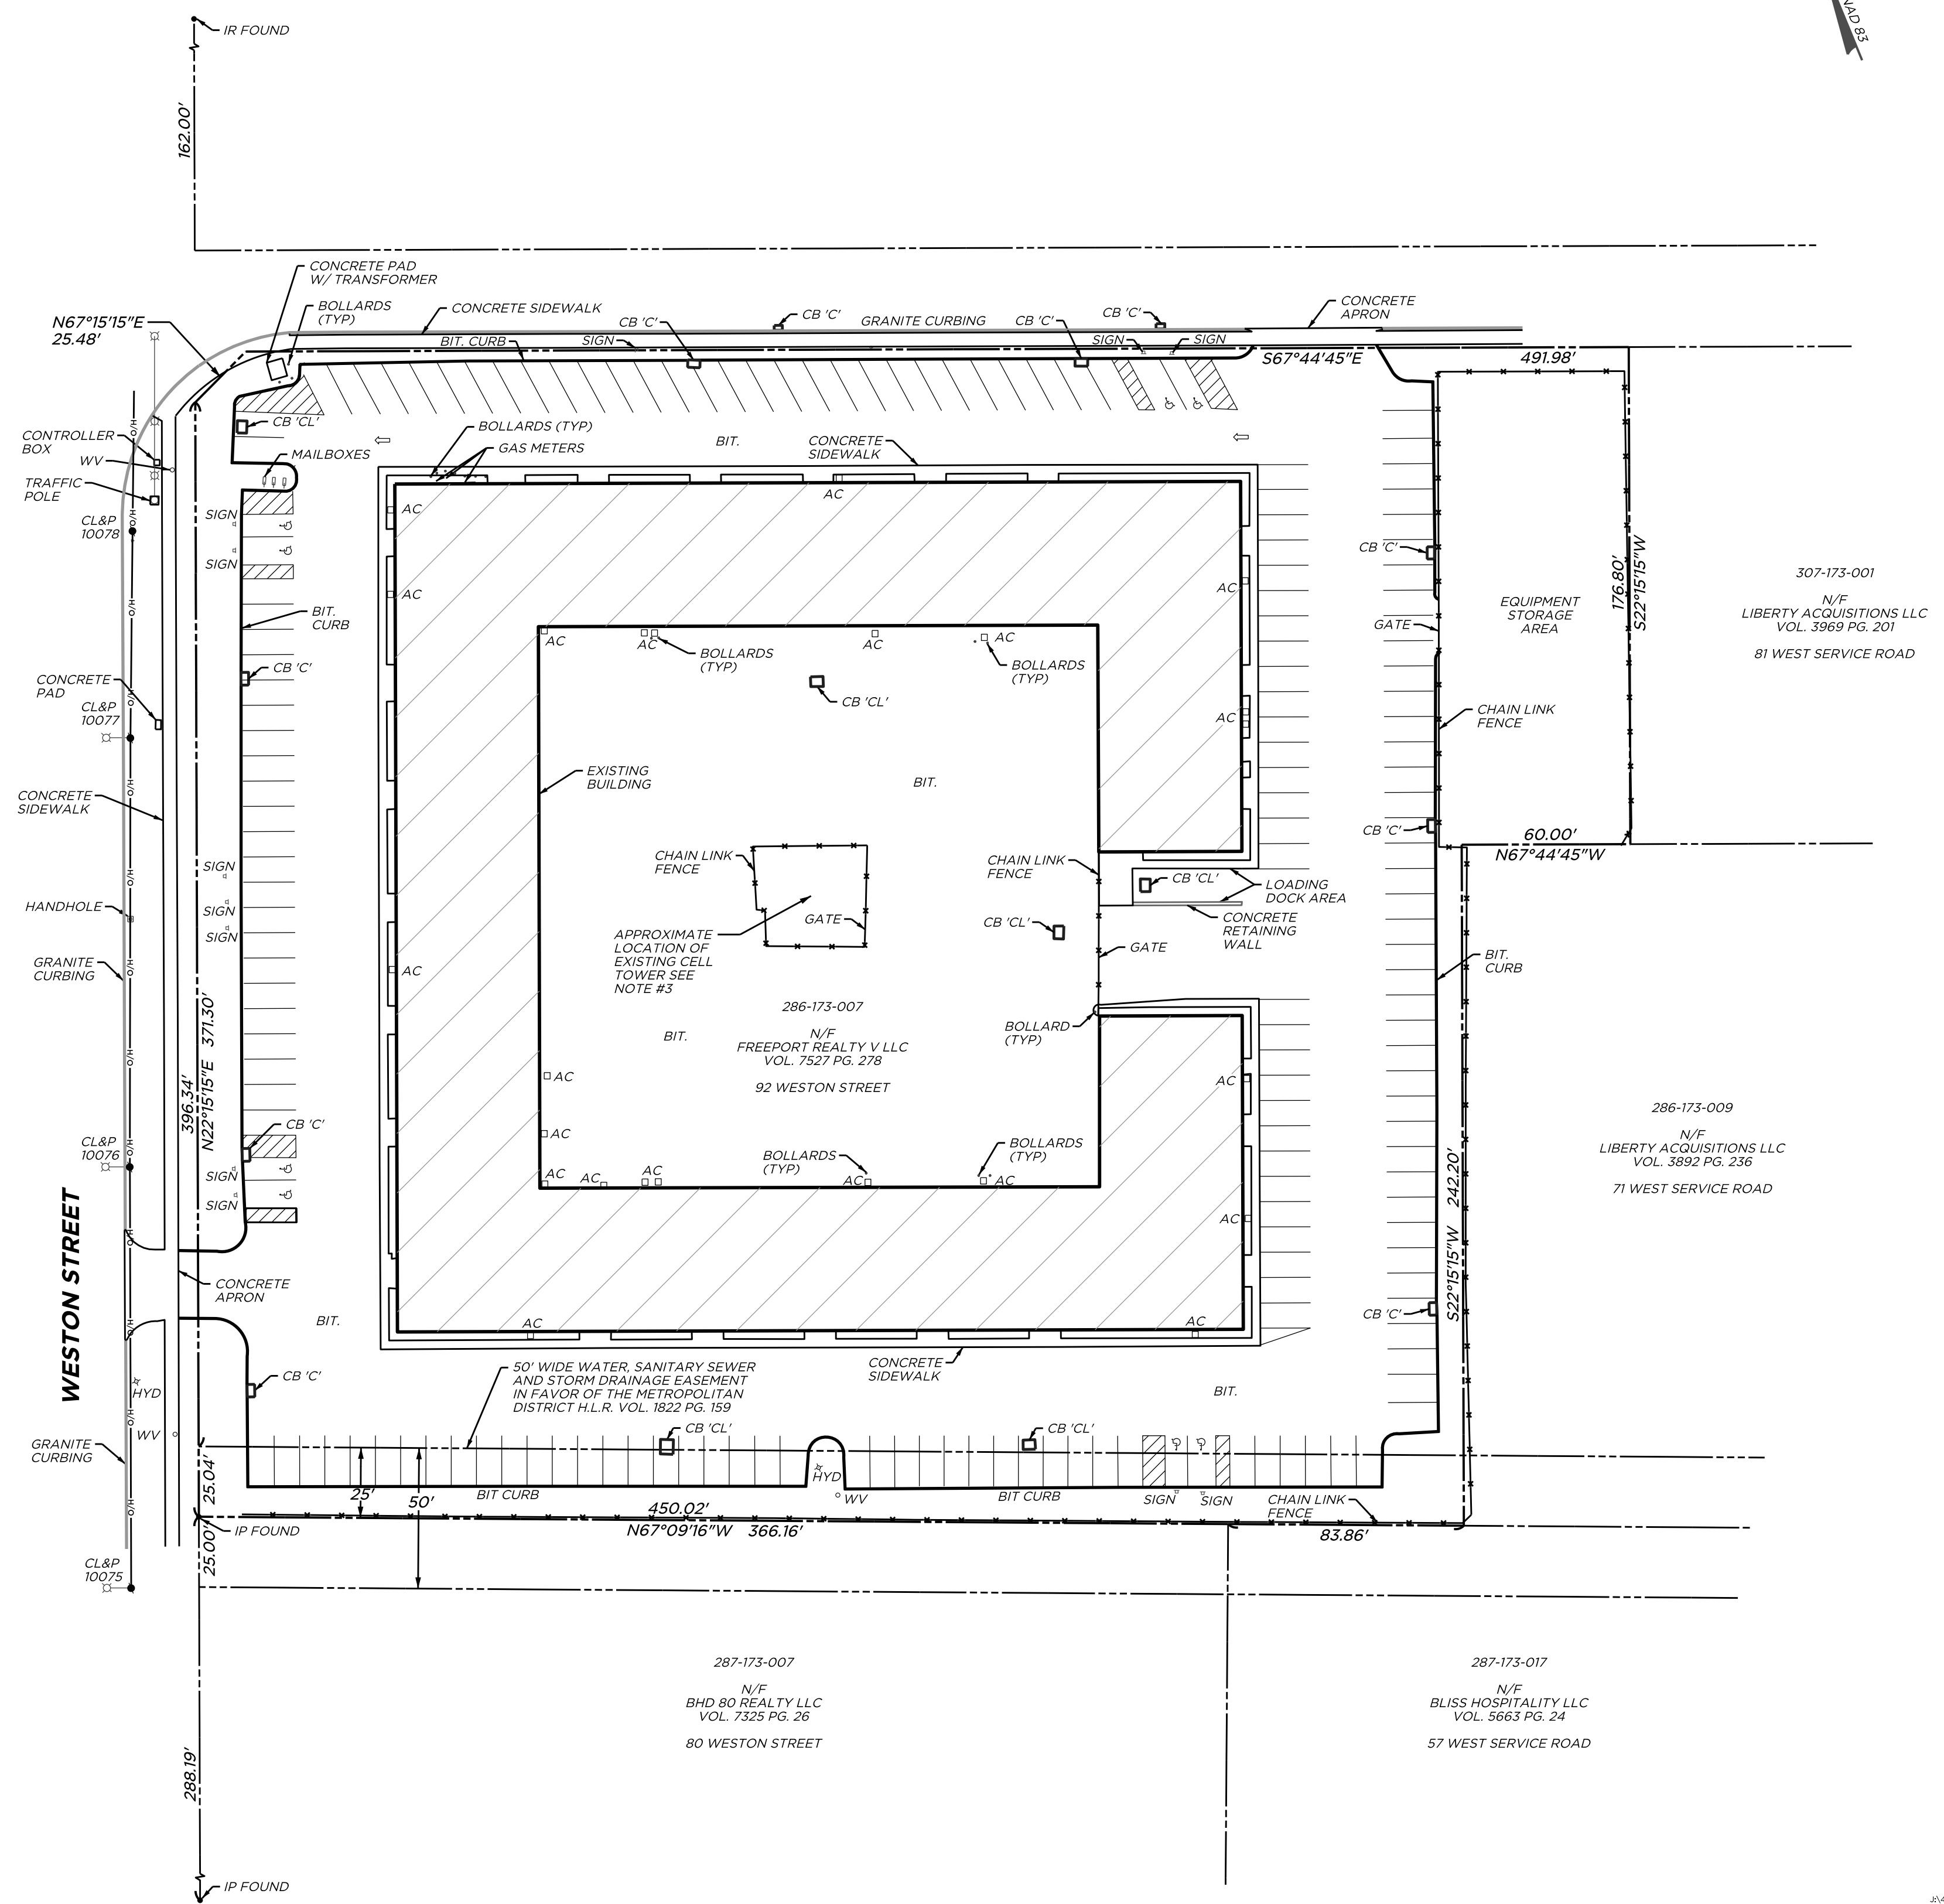 IR FOUND
NAD 83
162.00'
CONCRETE PAD
W/ TRANSFORMER
BOLLARDS
(TYP)
CONCRETE SIDEWALK
CB 'C'
CB 'C'
GRANITE CURBING
CB 'C'
CB 'C'
CONCRETE
APRON
N67°15'15"E
25.48'
BIT. CURB
SIGN
SIGN
SIGN
S67°44'45"E
491.98'
CB 'CL'
BOLLARDS (TYP)
GAS METERS
BIT.
CONCRETE
SIDEWALK
CONTROLLER
BOX
WV
MAILBOXES
TRAFFIC
POLE
CL&P
10078
SIGN
SIGN
AC
AC
AC
AC
CB 'C'
BIT.
CURB
O/H
O/H
O/H
O/H
O/H
O/H
O/H
O/H
O/H
O/H
O/H
O/H
O/H
EQUIPMENT
STORAGE
AREA
GATE
176.80'
S22°15'15"W
307-173-001
N/F
LIBERTY ACQUISITIONS LLC
VOL. 3969 PG. 201
81 WEST SERVICE ROAD
AC
AC
AC
AC
BOLLARDS
(TYP)
BOLLARDS
(TYP)
CB 'CL'
CB 'C'
CONCRETE
PAD
CL&P
10077
AC
CHAIN LINK
FENCE
EXISTING
BUILDING
BIT.
CONCRETE
SIDEWALK
CB 'C'
60.00'
N67°44'45"W
CHAIN LINK
FENCE
CHAIN LINK
FENCE
SIGN
SIGN
SIGN
CB 'CL'
LOADING
DOCK AREA
HANDHOLE
GATE
CB 'CL'
CONCRETE
RETAINING
WALL
APPROXIMATE
LOCATION OF
EXISTING CELL
TOWER SEE
NOTE #3
GATE
GRANITE
CURBING
AC
BIT.
CURB
286-173-007
N/F
FREEPORT REALTY V LLC
VOL. 7527 PG. 278
92 WESTON STREET
BIT.
BOLLARD
(TYP)
396.34'
N22°15'15"E 371.30'
AC
AC
AC
CB 'C'
286-173-009
N/F
LIBERTY ACQUISITIONS LLC
VOL. 3892 PG. 236
71 WEST SERVICE ROAD
CL&P
10076
SIGN
SIGN
AC
AC
AC
BOLLARDS
(TYP)
AC
BOLLARDS
(TYP)
AC
AC
S22°15'15"W 242.20'
WESTON STREET
CONCRETE
APRON
BIT.
AC
AC
CB 'C'
HYD
CB 'C'
50' WIDE WATER, SANITARY SEWER
AND STORM DRAINAGE EASEMENT
IN FAVOR OF THE METROPOLITAN
DISTRICT H.L.R. VOL. 1822 PG. 159
CONCRETE
SIDEWALK
BIT.
WV
CB 'CL'
CB 'CL'
GRANITE
CURBING
25.04'
25'
50'
BIT CURB
HYD
WV
BIT CURB
SIGN
SIGN
CHAIN LINK
FENCE
450.02'
N67°09'16"W 366.16'
83.86'
IP FOUND
25.00'
CL&P
10075
287-173-007
N/F
BHD 80 REALTY LLC
VOL. 7325 PG. 26
80 WESTON STREET
287-173-017
N/F
BLISS HOSPITALITY LLC
VOL. 5663 PG. 24
57 WEST SERVICE ROAD
288.19'
IP FOUND